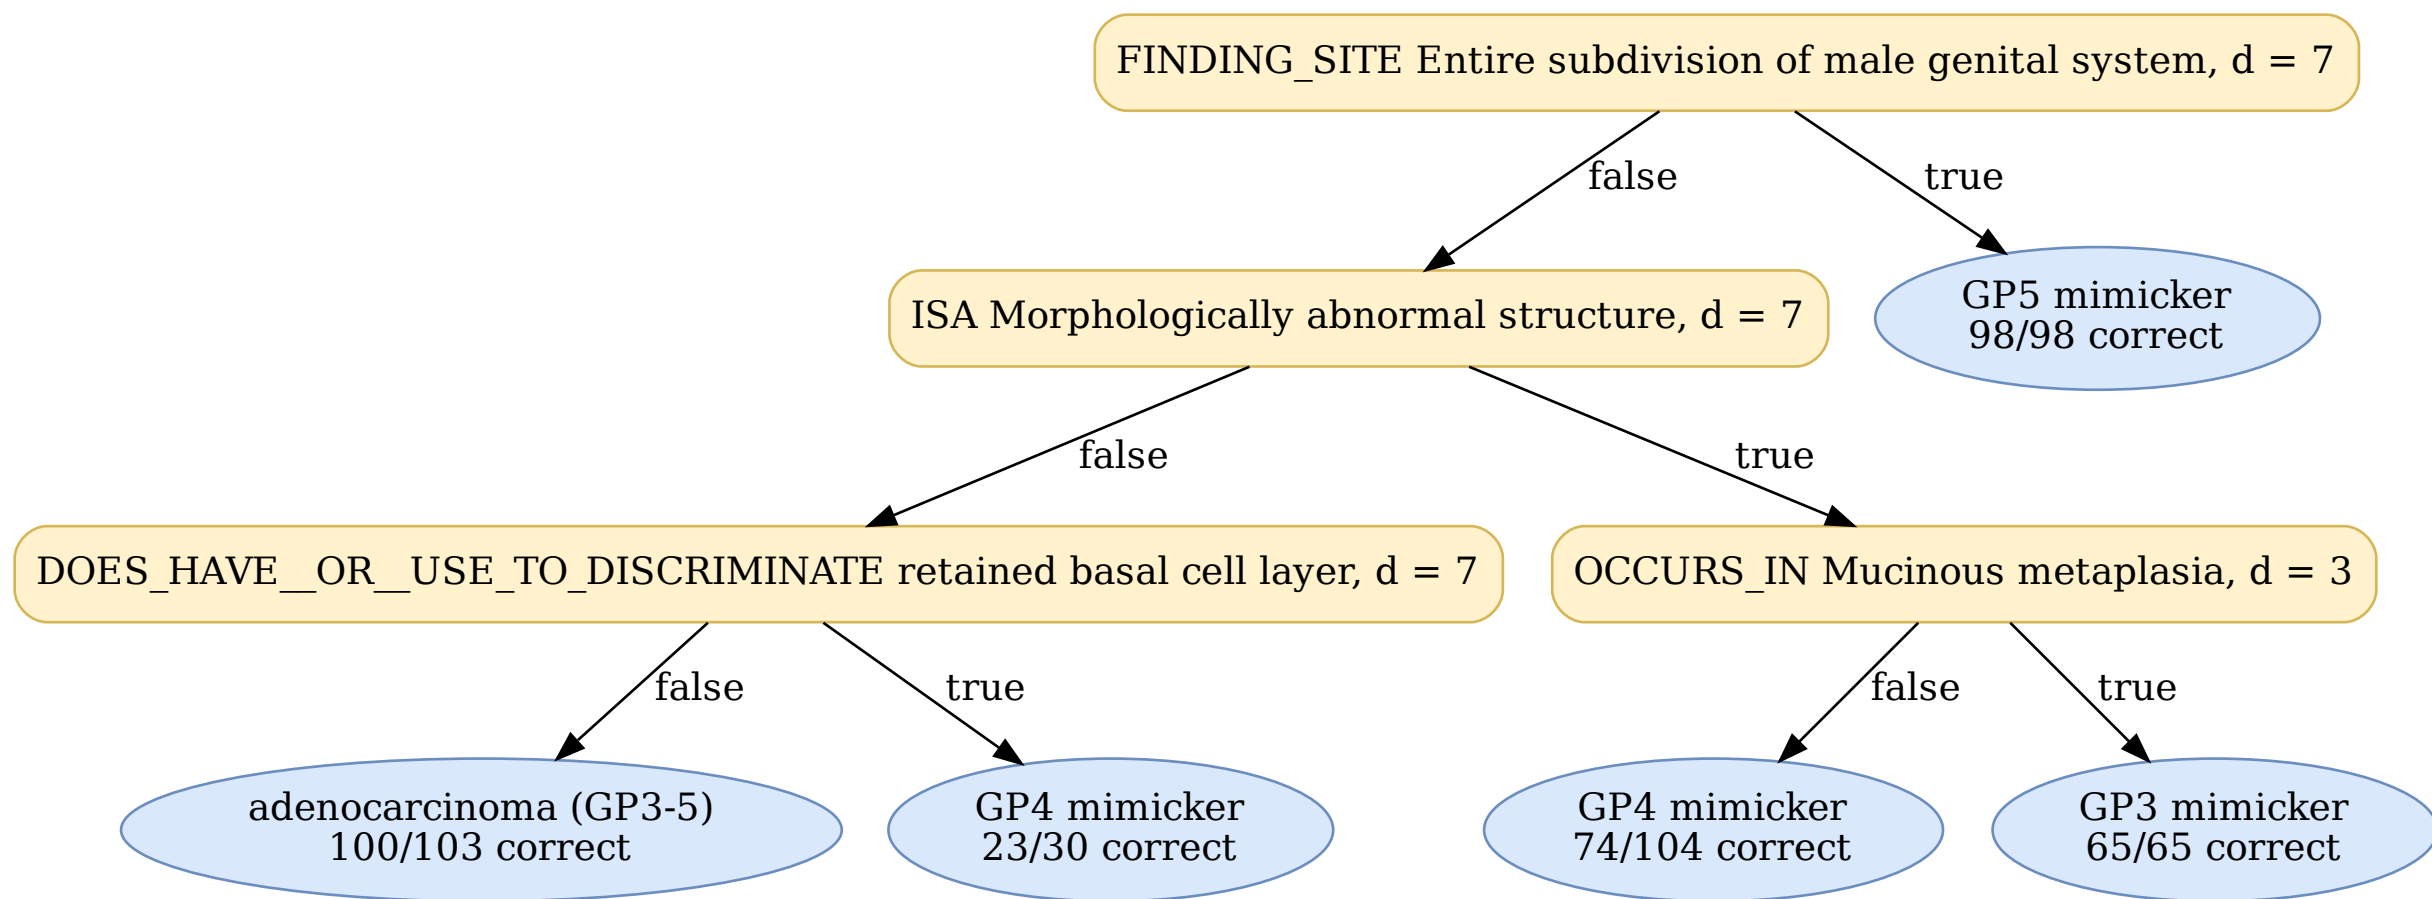 FINDING_SITE Entire subdivision of male genital system, d = 7
false
true
ISA Morphologically abnormal structure, d = 7
GP5 mimicker
98/98 correct
false
true
DOES_HAVE__OR__USE_TO_DISCRIMINATE retained basal cell layer, d = 7
OCCURS_IN Mucinous metaplasia, d = 3
false
true
false
true
adenocarcinoma (GP3-5)
100/103 correct
GP4 mimicker
23/30 correct
GP4 mimicker
74/104 correct
GP3 mimicker
65/65 correct